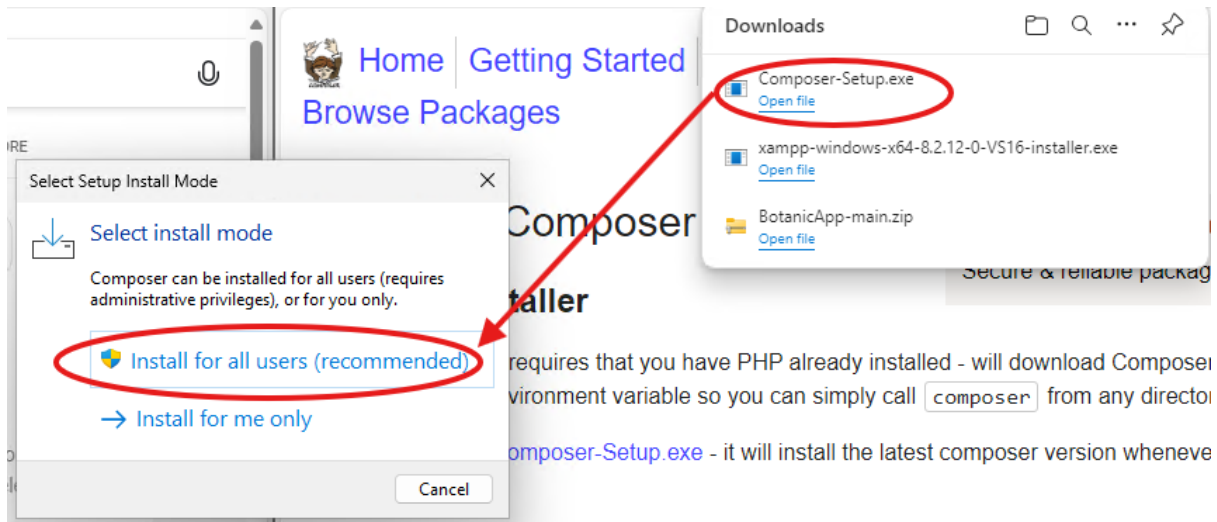 Home
Getting Started
Browse Packages
Downloads
Composer-Setup.exe
Open file
xampp-windows-x64-8.2.12-0-VS16-installer.exe
Open file
BotanicApp-main.zip
Open file
Select Setup Install Mode
Select install mode
Composer can be installed for all users (requires
administrative privileges), or for you only.
Install for all users (recommended)
Install for me only
Cancel
Composer
Secure & reliable packag
taller
requires that you have PHP already installed - will download Composer
vironment variable so you can simply call composer from any director
omposer-Setup.exe - it will install the latest composer version wheneve